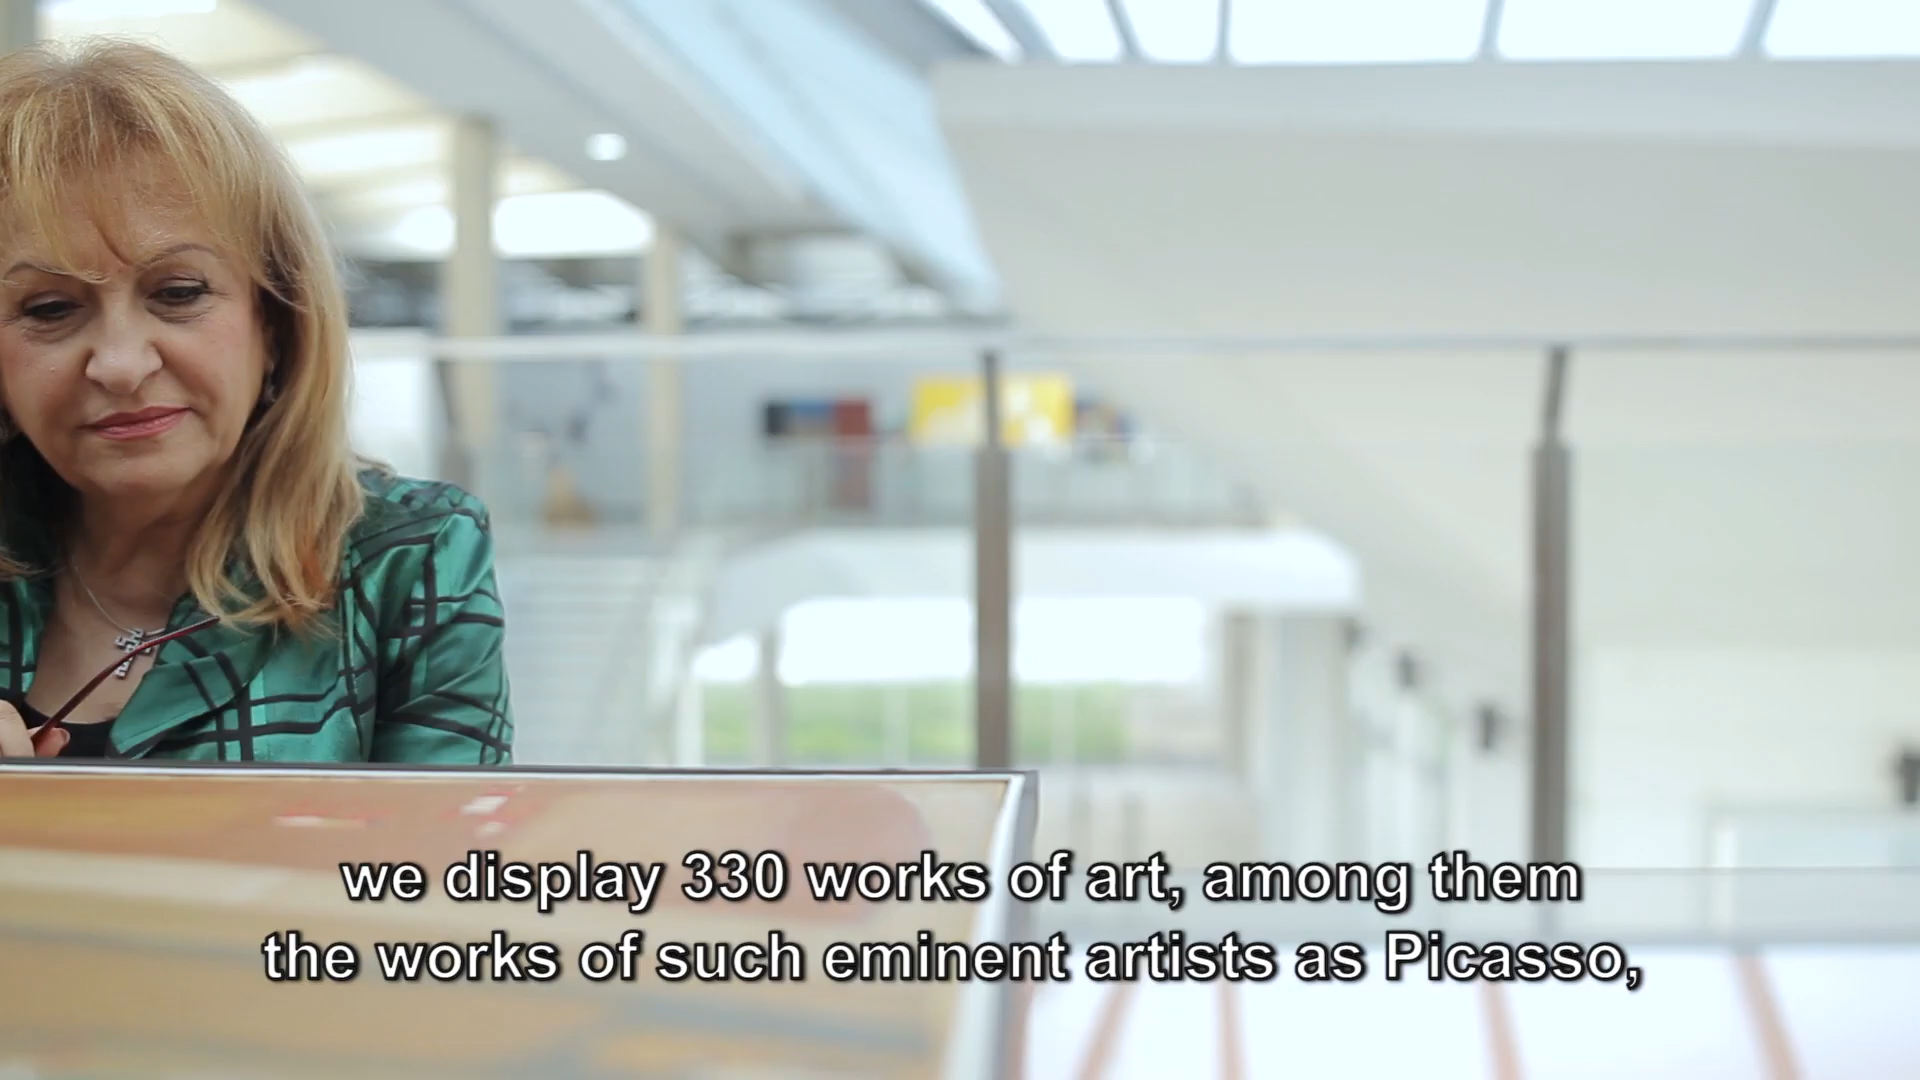 we display 330 works of art, among them
the works of such eminent artists as Picasso,